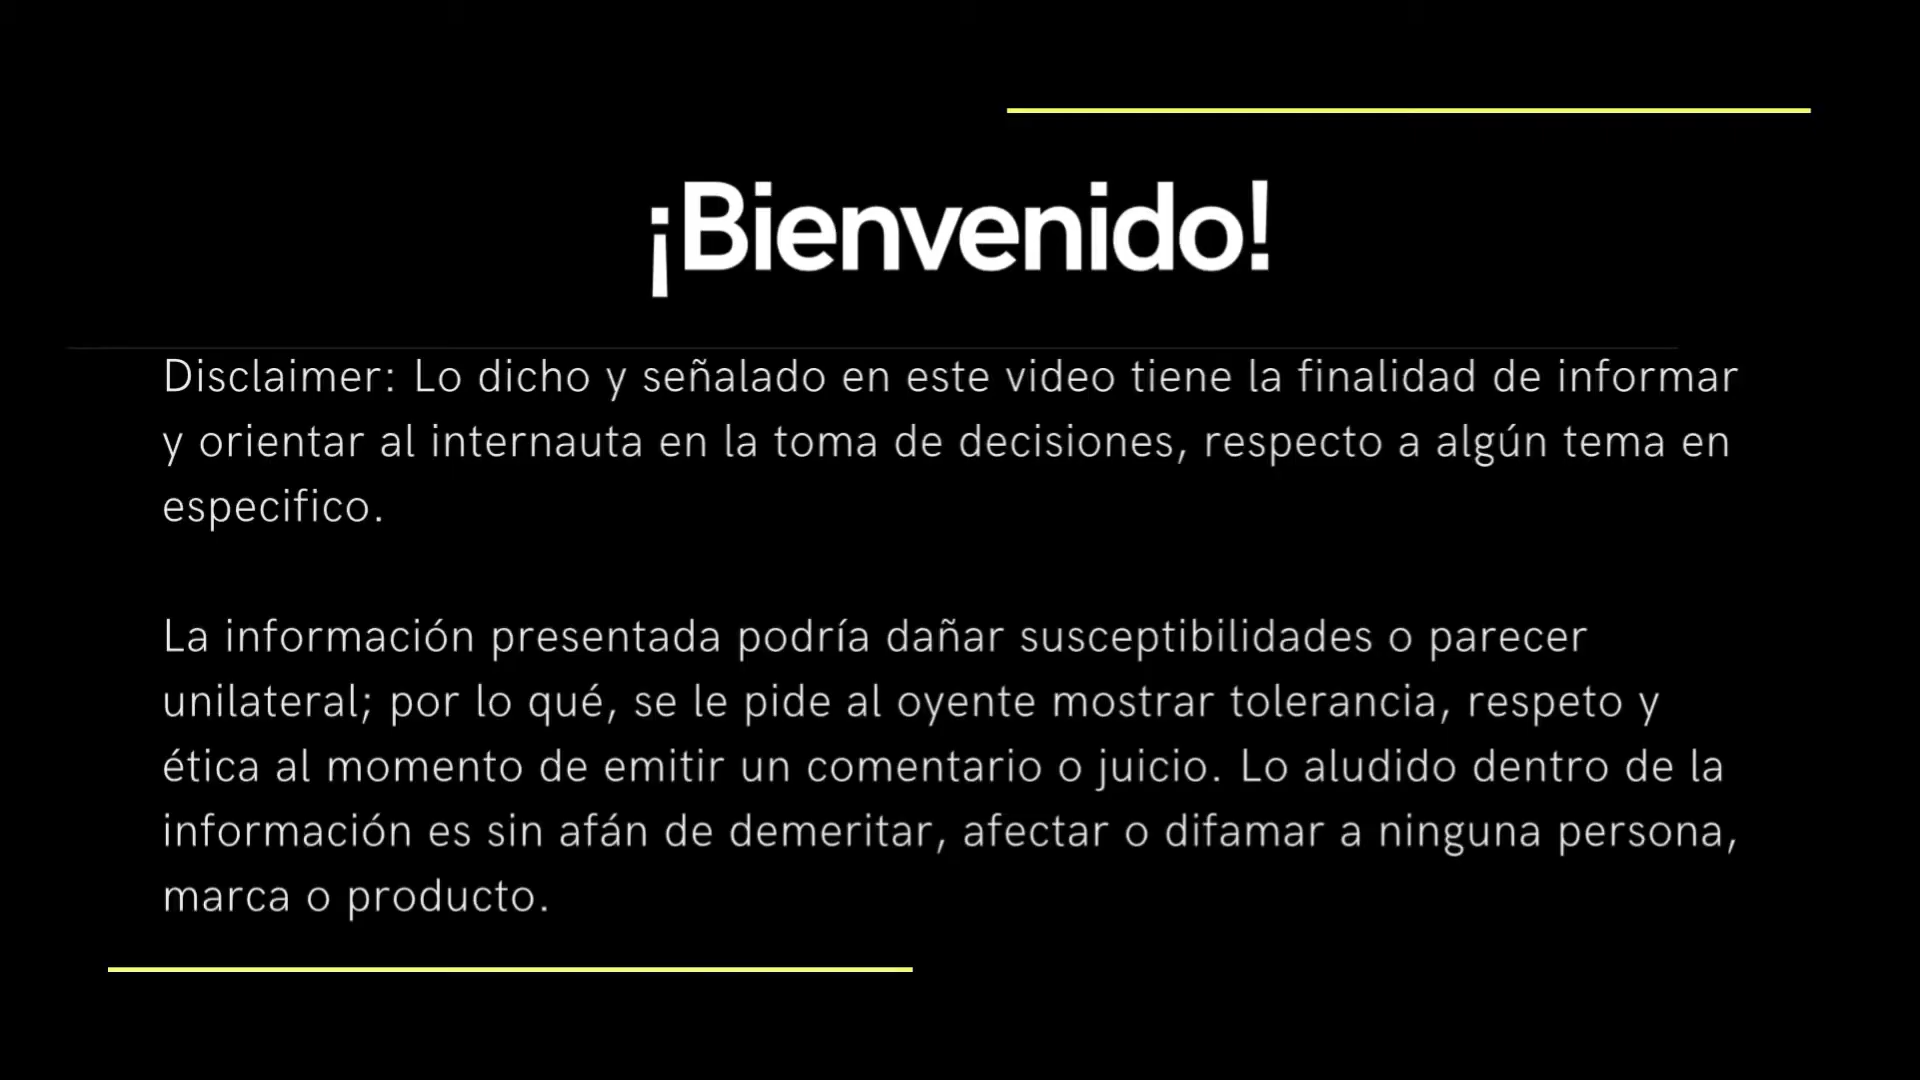 ¡Bienvenido!
Disclaimer: Lo dicho y señalado en este video tiene la finalidad de informar
y orientar al internauta en la toma de decisiones, respecto a algún tema en
especifico.
La información presentada podría dañar susceptibilidades o parecer
unilateral; por lo qué, se le pide al oyente mostrar tolerancia, respeto y
ética al momento de emitir un comentario o juicio. Lo aludido dentro de la
información es sin afán de demeritar, afectar o difamar a ninguna persona,
marca o producto.